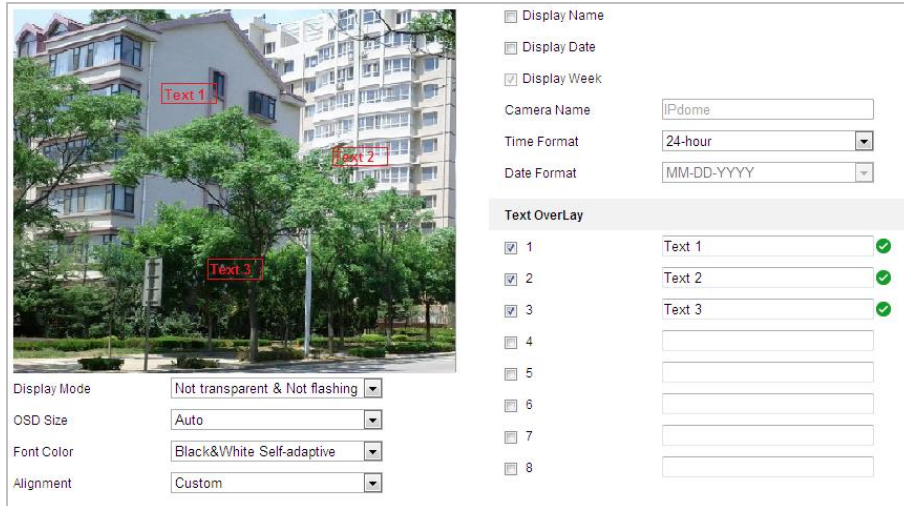 Text 1
Text 2
Text 3
Display Mode Not transparent & Not flashing
OSD Size Auto
Font Color Black&White Self-adaptive
Alignment Custom
Display Name
Display Date
Display Week
Camera Name IPdome
Time Format 24-hour
Date Format MM-DD-YYYY
Text OverLay
1 Text 1
2 Text 2
3 Text 3
4
5
6
7
8